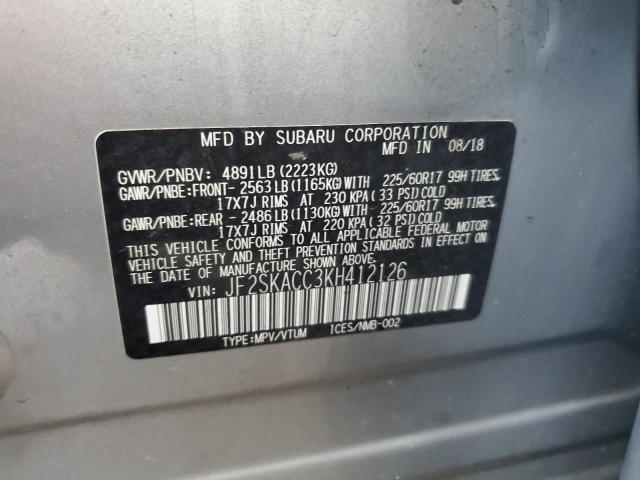 MFD BY SUBARU CORPORATION
MFD IN 08/18
GVWR/PNBV: 4891LB(2223KG)
GAWR/PNBE:FRONT- 2563LB(1165KG)WITH 225/60R17 99H TIRES,
17X7J RIMS AT 230 KPA(33 PSI)COLD
GAWR/PNBE:REAR - 2486LB(1130KG)WITH 225/60R17 99H TIRES,
17X7J RIMS AT 220 KPA(32 PSI)COLD
THIS VEHICLE CONFORMS TO ALL APPLICABLE FEDERAL MOTOR
VEHICLE SAFETY, BUMPER, AND THEFT PREVENTION STANDARDS IN EFFECT ON
THE DATE OF MANUFACTURE SHOWN ABOVE.
VIN: JF2SKACC3KH412126
TYPE:MPV/VTUM ICES/NMB-002